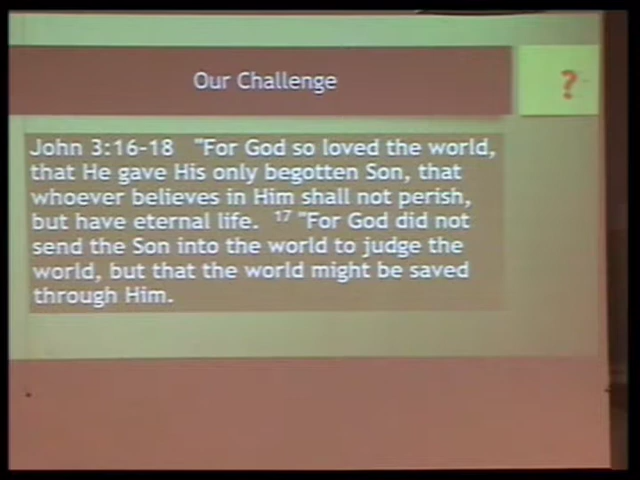 Our Challenge
?
John 3:16-18 "For God so loved the world,
that He gave His only begotten Son, that
whoever believes in Him shall not perish,
but have eternal life. 17 "For God did not
send the Son into the world to judge the
world, but that the world might be saved
through Him.